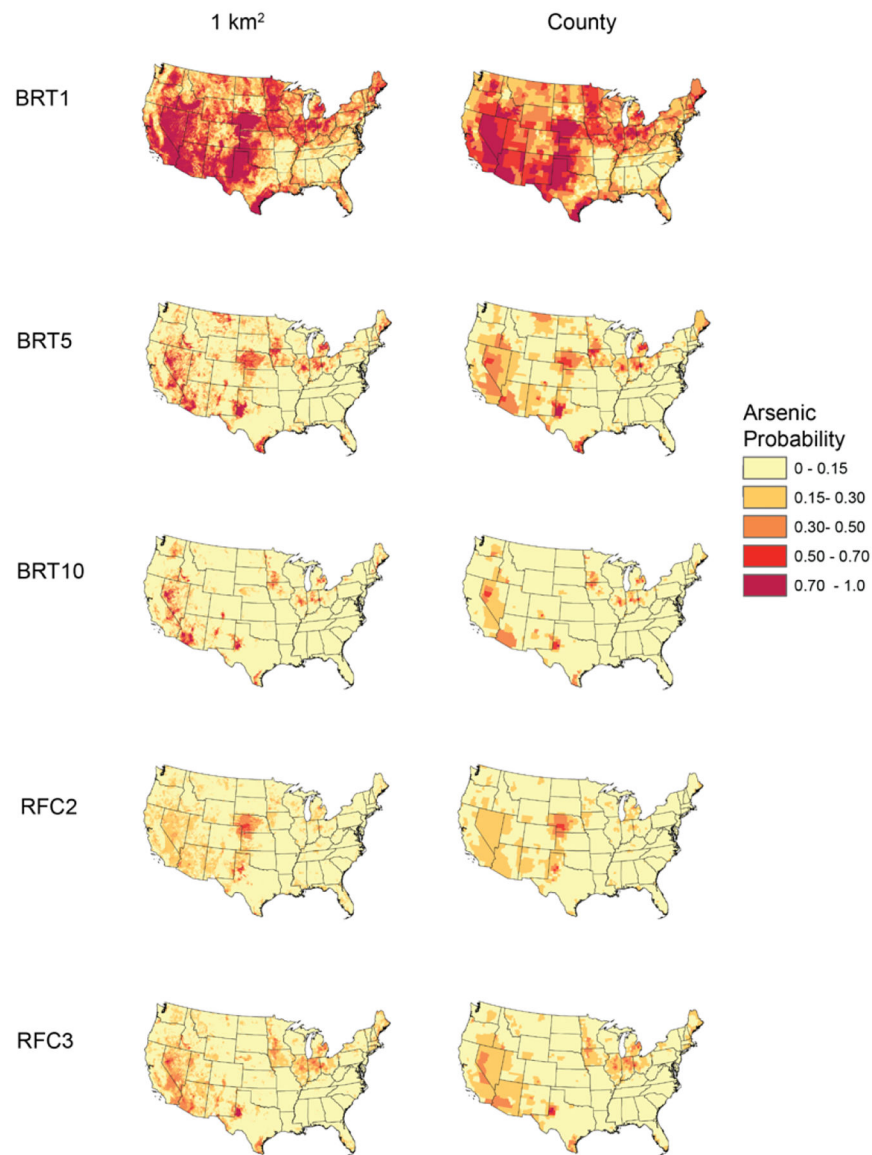 1 km²
County
BRT1
BRT5
BRT10
RFC2
RFC3
Arsenic
Probability
0 - 0.15
0.15- 0.30
0.30- 0.50
0.50 - 0.70
0.70 - 1.0